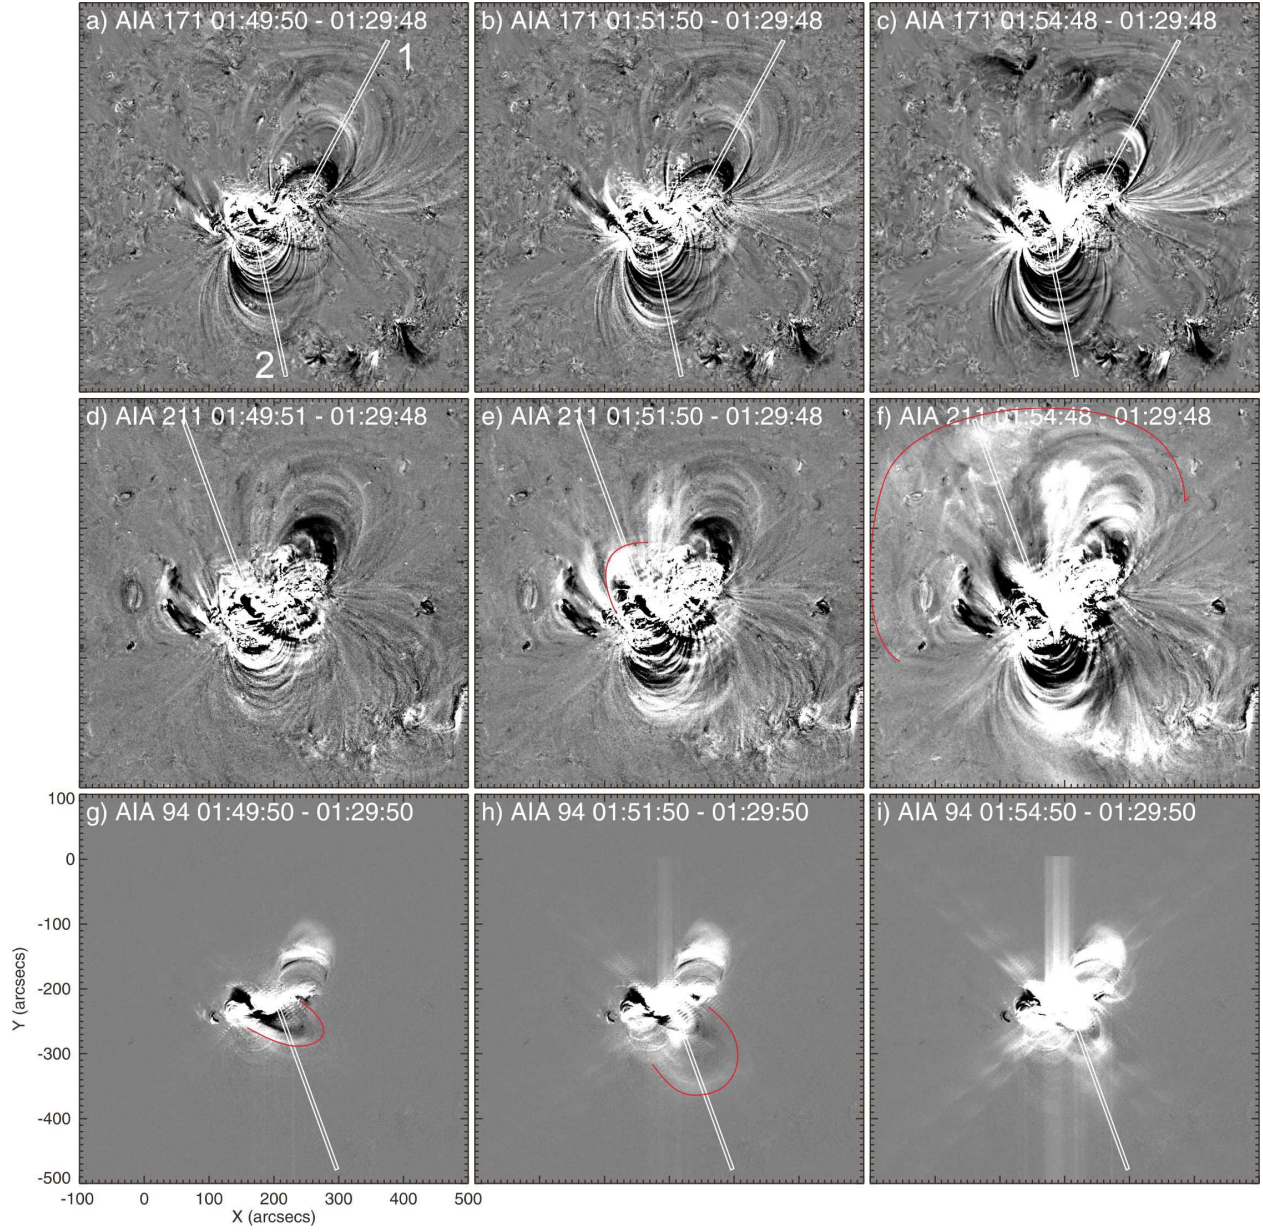 a) AIA 171 01:49:50 - 01:29:48
1
2
b) AIA 171 01:51:50 - 01:29:48
c) AIA 171 01:54:48 - 01:29:48
d) AIA 211 01:49:51 - 01:29:48
e) AIA 211 01:51:50 - 01:29:48
f) AIA 211 01:54:48 - 01:29:48
g) AIA 94 01:49:50 - 01:29:50
h) AIA 94 01:51:50 - 01:29:50
i) AIA 94 01:54:50 - 01:29:50
100
0
-100
-200
-300
-400
-500
Y (arcsecs)
-100 0 100 200 300 400 500
X (arcsecs)